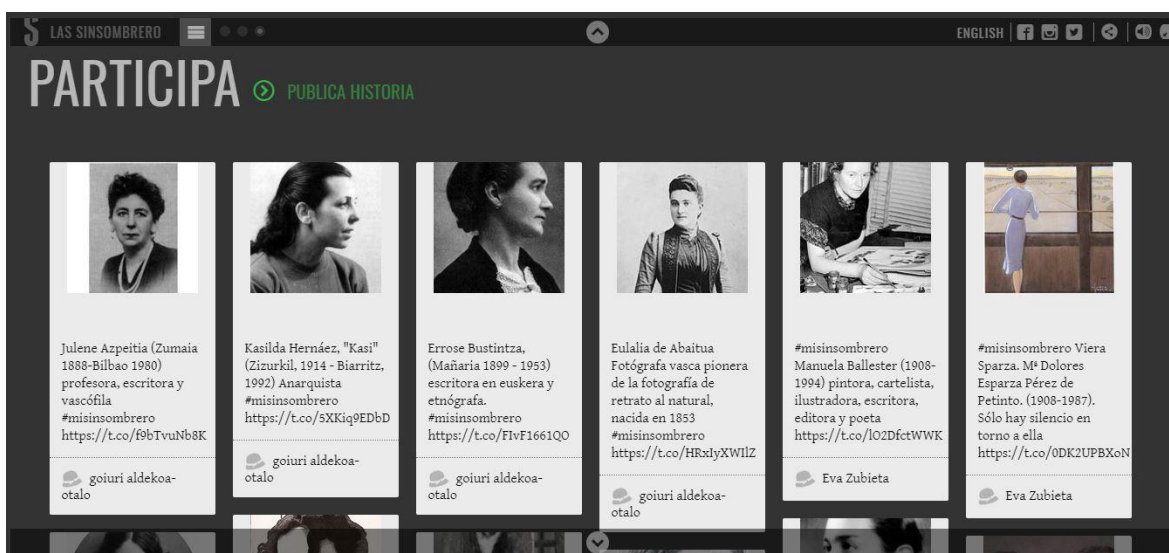 LAS SINSOMBRERO
ENGLISH
PARTICIPA
PUBLICA HISTORIA
Julene Azpeitia (Zumaia
1888-Bilbao 1980)
profesora, escritora y
vascófila
#misinsombrero
https://t.co/f9bTvuNb8K
goiuri aldekoa-
otalo
Kasilda Hernáez, "Kasi"
(Zizurkil, 1914 - Biarritz,
1992) Anarquista
#misinsombrero
https://t.co/5XKiq9EDbD
goiuri aldekoa-
otalo
Errose Bustintza,
(Mañaria 1899 - 1953)
escritora en euskera y
etnógrafa.
#misinsombrero
https://t.co/FIvF1661QO
goiuri aldekoa-
otalo
Eulalia de Abaitua
Fotógrafa vasca pionera
de la fotografía de
retrato al natural,
nacida en 1853
#misinsombrero
https://t.co/HRxIyXWIlZ
goiuri aldekoa-
otalo
#misinsombrero
Manuela Ballester (1908-
1994) pintora, cartelista,
ilustradora, escritora,
editora y poeta
https://t.co/lO2DfctWWK
Eva Zubieta
#misinsombrero Viera
Sparza. Mª Dolores
Esparza Pérez de
Petinto. (1908-1987).
Sólo hay silencio en
torno a ella
https://t.co/0DK2UPBXoN
Eva Zubieta